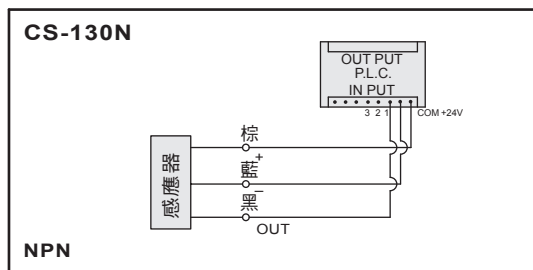 CS-130N
OUT PUT
P.L.C.
IN PUT
3 2 1 COM +24V
棕
+
藍
−
黑
OUT
感應器
NPN